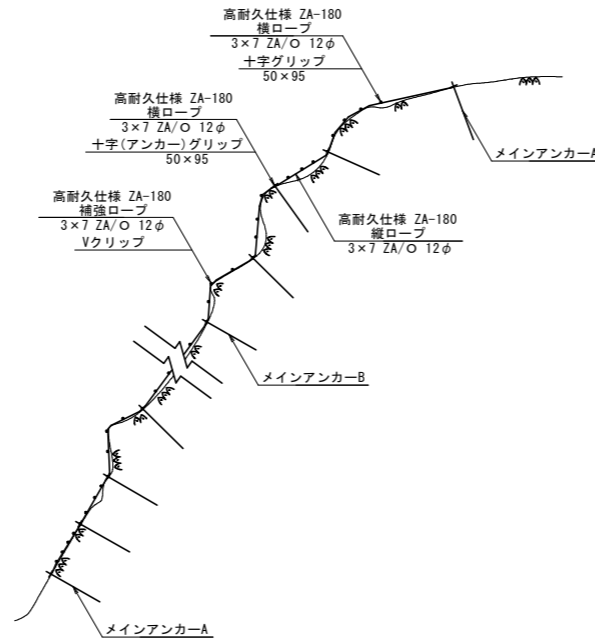 高耐久仕様 ZA-180
横ロープ
3×7 ZA/O 12φ
十字グリップ
50×95
高耐久仕様 ZA-180
横ロープ
3×7 ZA/O 12φ
十字(アンカー)グリップ
50×95
メインアンカーA
高耐久仕様 ZA-180
補強ロープ
3×7 ZA/O 12φ
Vクリップ
高耐久仕様 ZA-180
縦ロープ
3×7 ZA/O 12φ
メインアンカーB
メインアンカーA